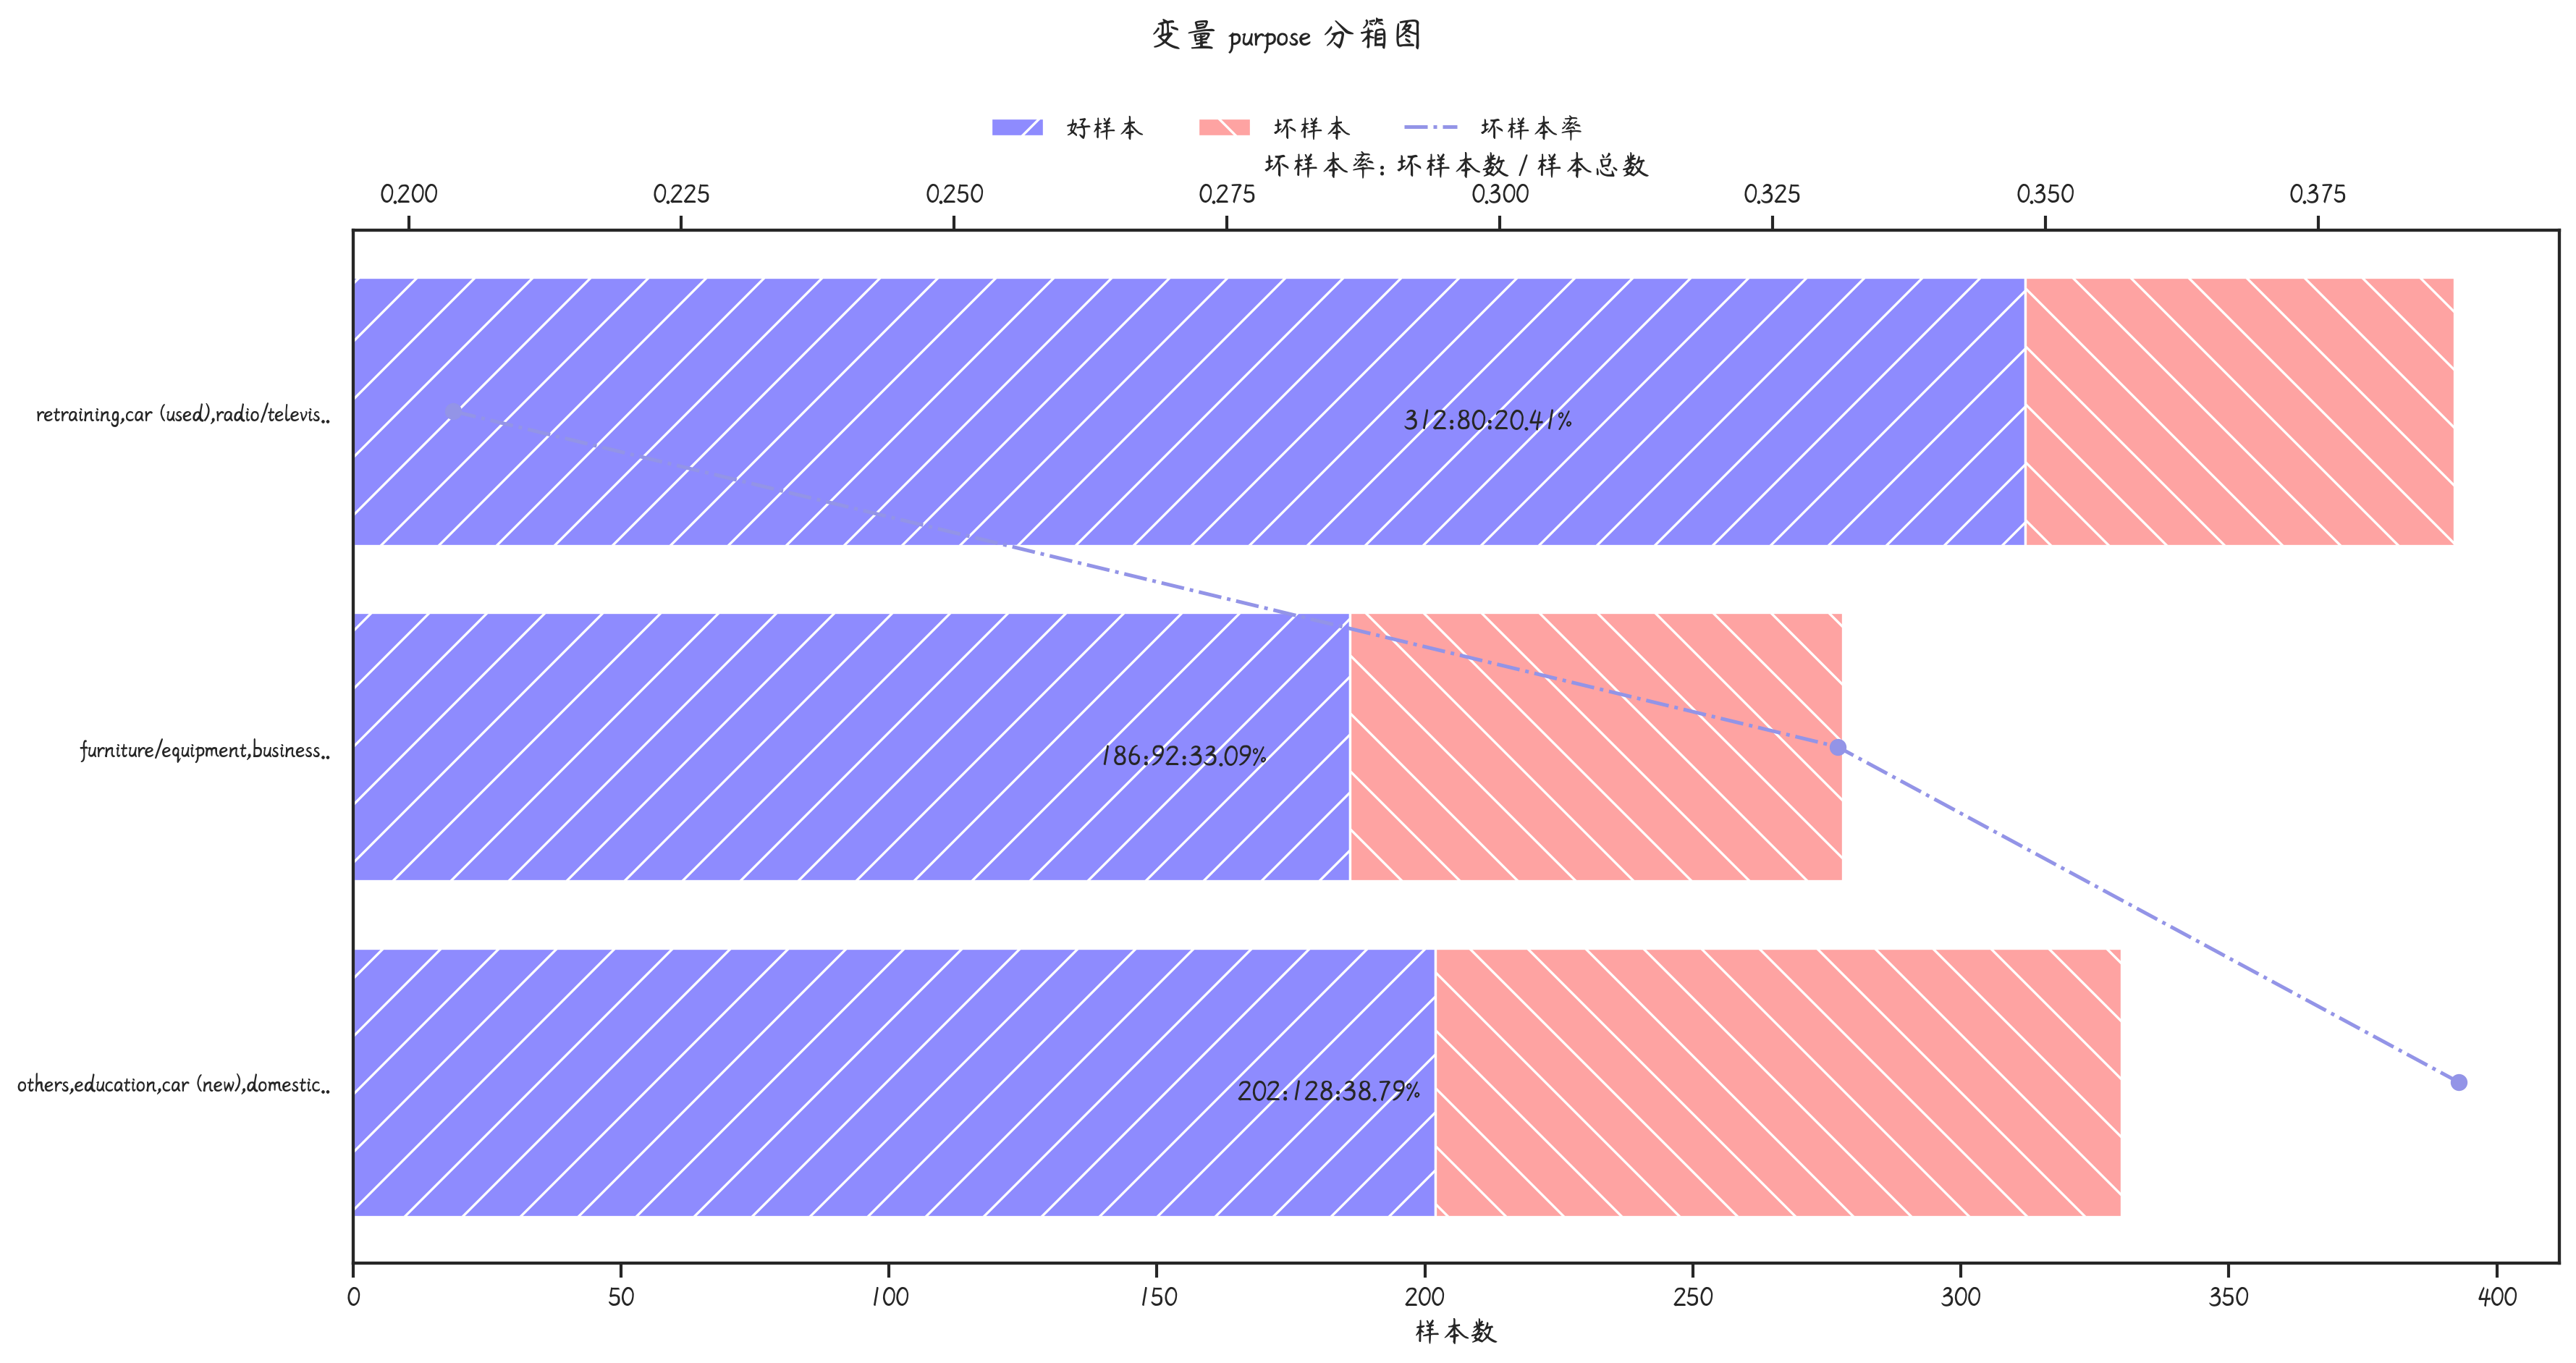 变量 purpose 分箱图
好样本 坏样本 坏样本率
坏样本率: 坏样本数 / 样本总数
0.200 0.225 0.250 0.275 0.300 0.325 0.350 0.375
retraining,car (used),radio/televis..
312:80:20.41%
furniture/equipment,business..
186:92:33.09%
others,education,car (new),domestic..
202:128:38.79%
0 50 100 150 200 250 300 350 400
样本数